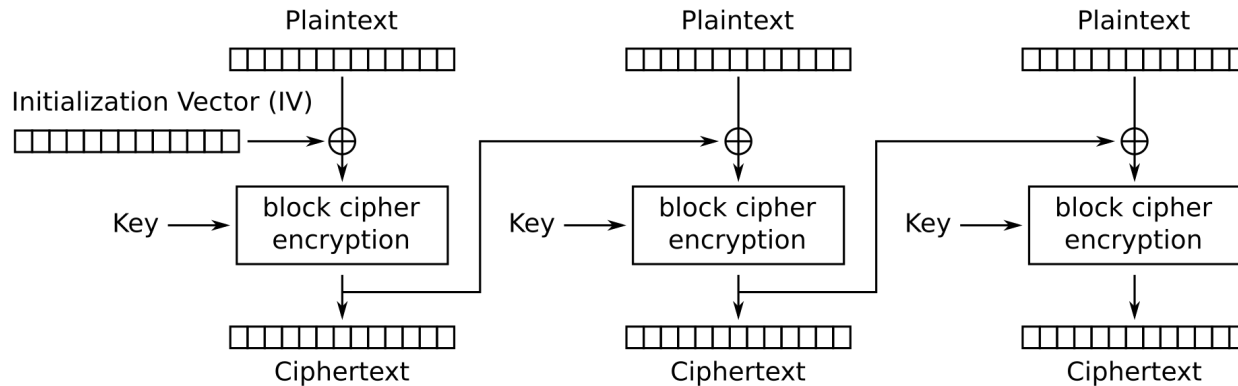 Plaintext
Plaintext
Plaintext
Initialization Vector (IV)
Key
block cipher
encryption
Key
block cipher
encryption
Key
block cipher
encryption
Ciphertext
Ciphertext
Ciphertext